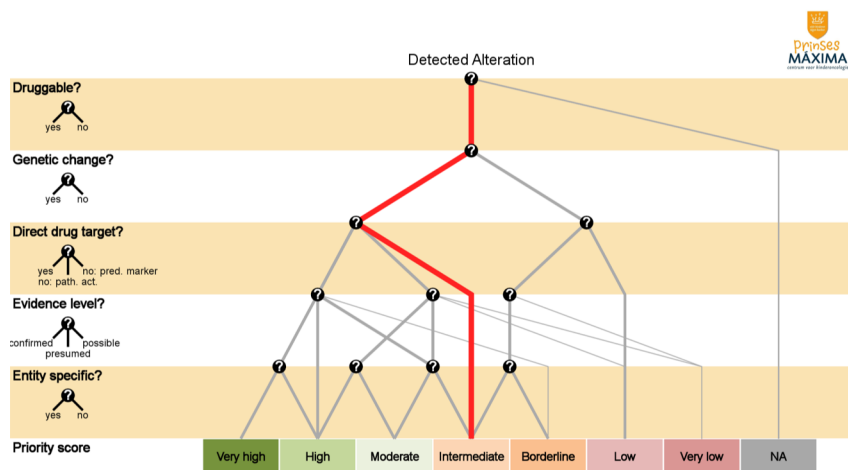 prinses
MÁXIMA
centrum voor kinderoncologie
Detected Alteration
Druggable?
?
?
yes no
?
Genetic change?
?
yes no
? ?
Direct drug target?
?
yes no: pred. marker
no: path. act.
? ? ?
Evidence level?
?
confirmed possible
presumed
? ? ? ?
Entity specific?
?
yes no
Priority score
Very high High Moderate Intermediate Borderline Low Very low NA